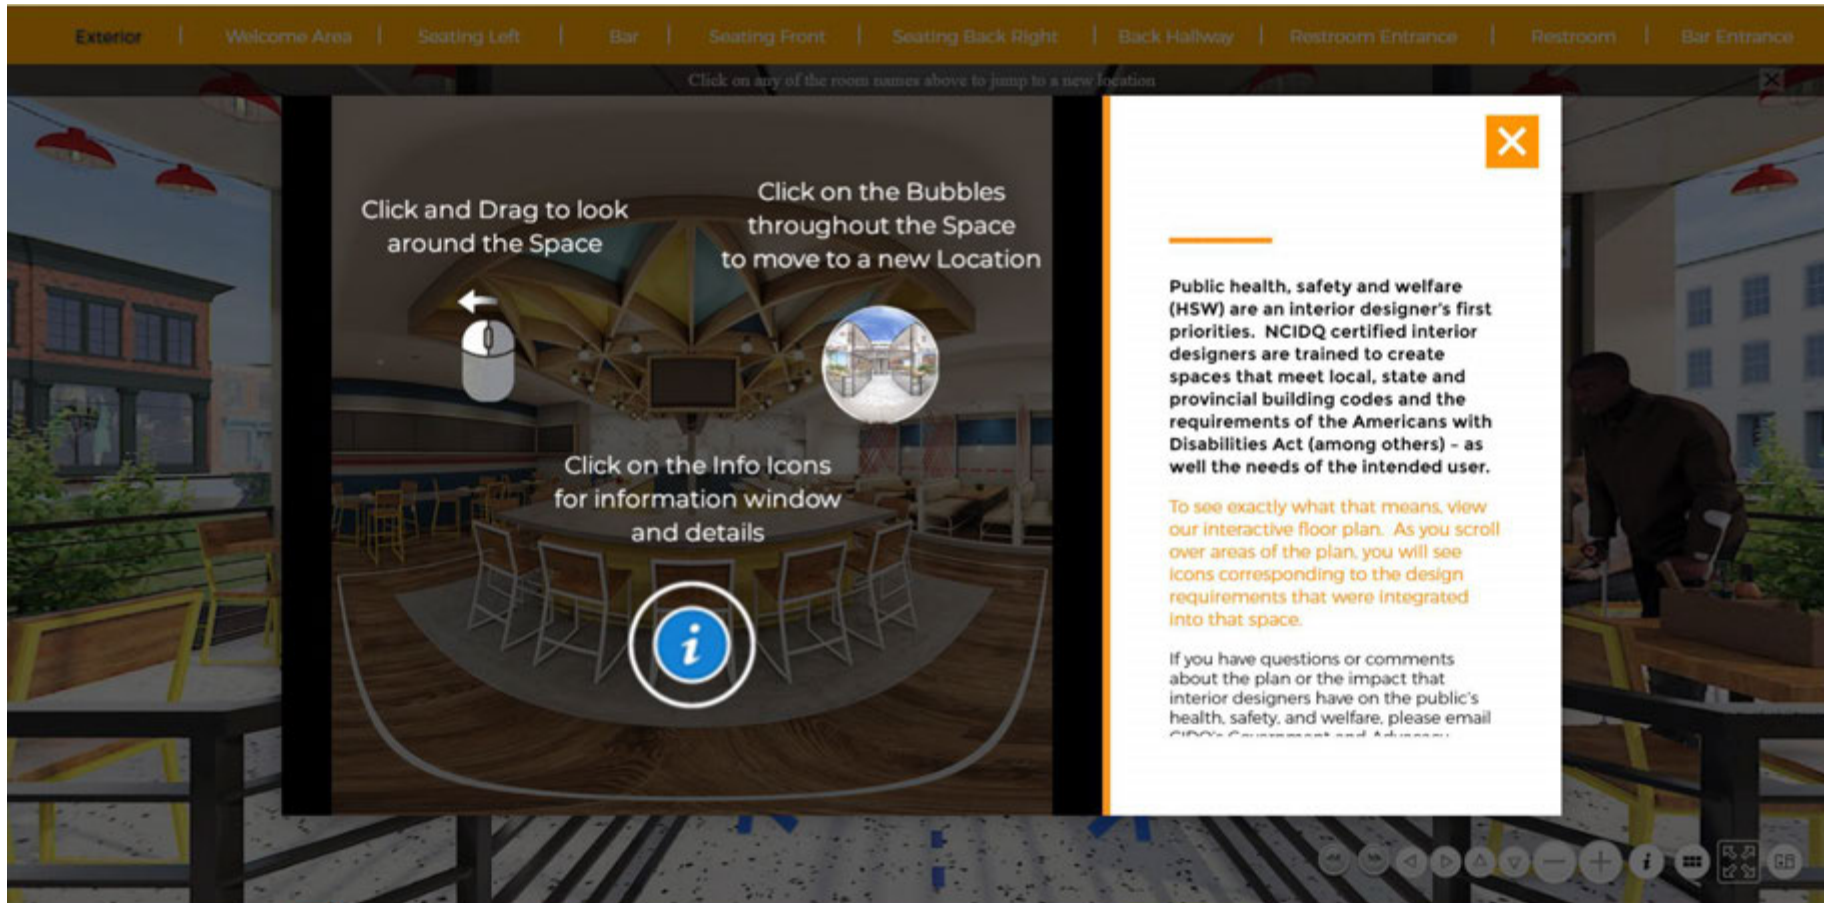 Exterior | Welcome Area | Seating Left | Bar | Seating Front | Seating Back Right | Back Hallway | Restroom Entrance | Restroom | Bar Entrance
Click on any of the room names above to jump to a new location
Click and Drag to look
around the Space
Click on the Bubbles
throughout the Space
to move to a new Location
Click on the Info Icons
for information window
and details
i
Public health, safety and welfare
(HSW) are an interior designer's first
priorities. NCIDQ certified interior
designers are trained to create
spaces that meet local, state and
provincial building codes and the
requirements of the Americans with
Disabilities Act (among others) – as
well the needs of the intended user.
To see exactly what that means, view
our interactive floor plan. As you scroll
over areas of the plan, you will see
icons corresponding to the design
requirements that were integrated
into that space.
If you have questions or comments
about the plan or the impact that
interior designers have on the public's
health, safety, and welfare, please email
CIDQ's Government and Advocacy
i